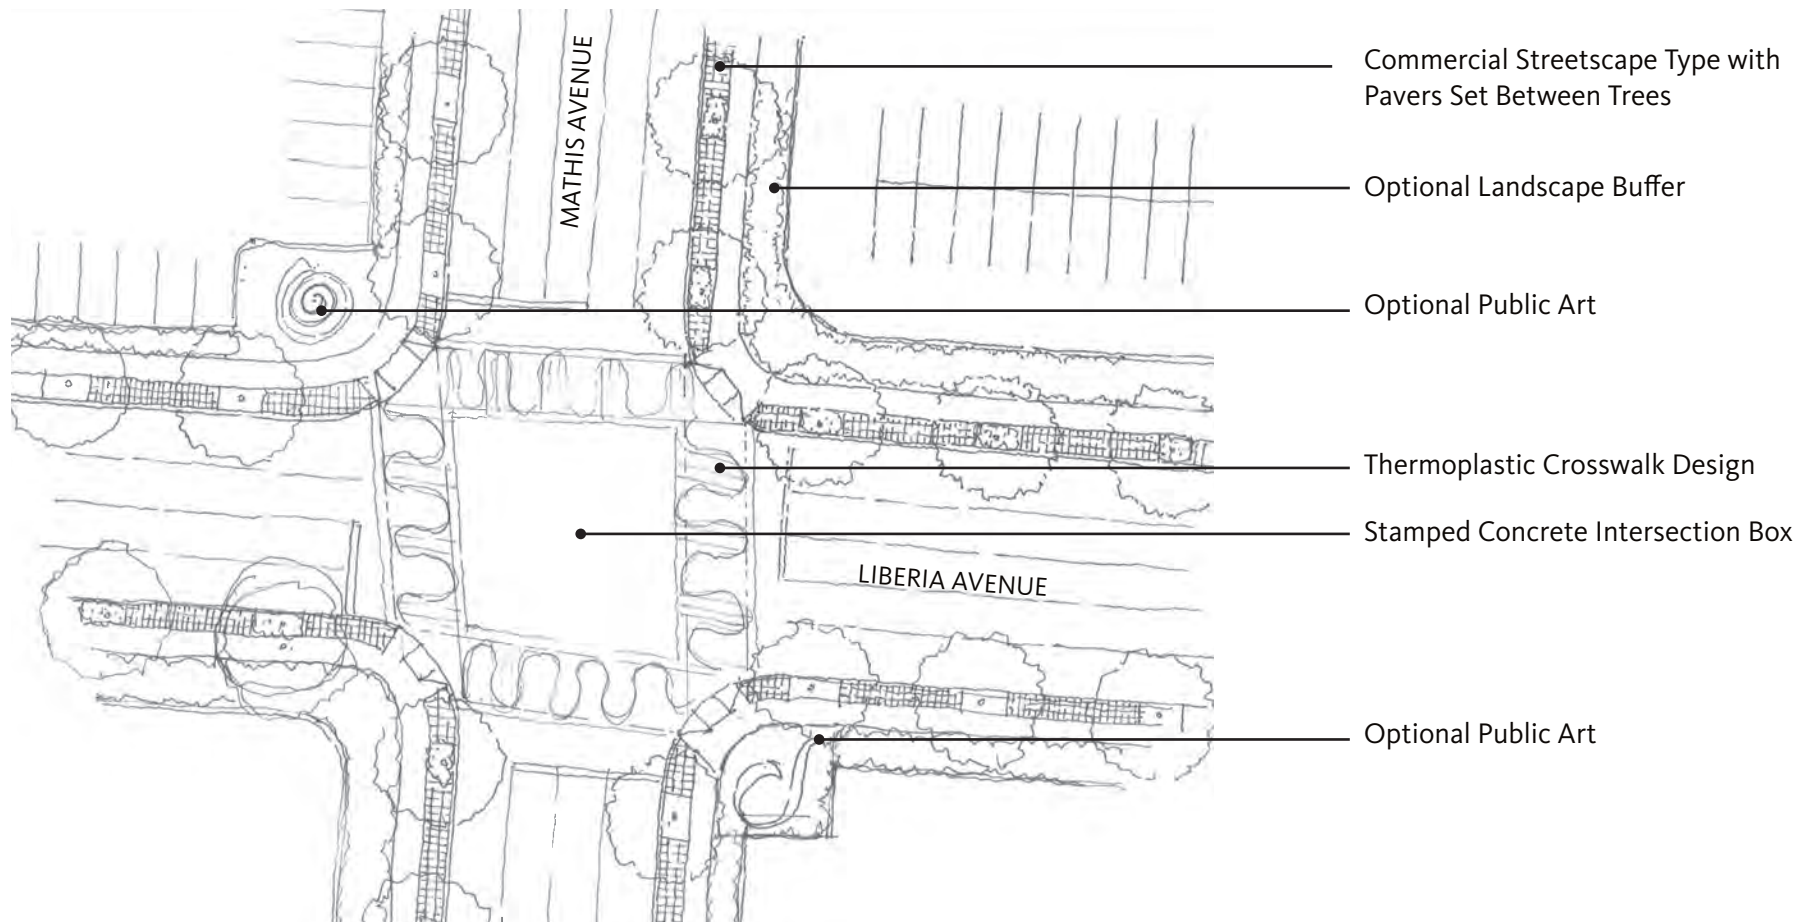 MATHIS AVENUE
Commercial Streetscape Type with
Pavers Set Between Trees
Optional Landscape Buffer
Optional Public Art
Thermoplastic Crosswalk Design
Stamped Concrete Intersection Box
LIBERIA AVENUE
Optional Public Art